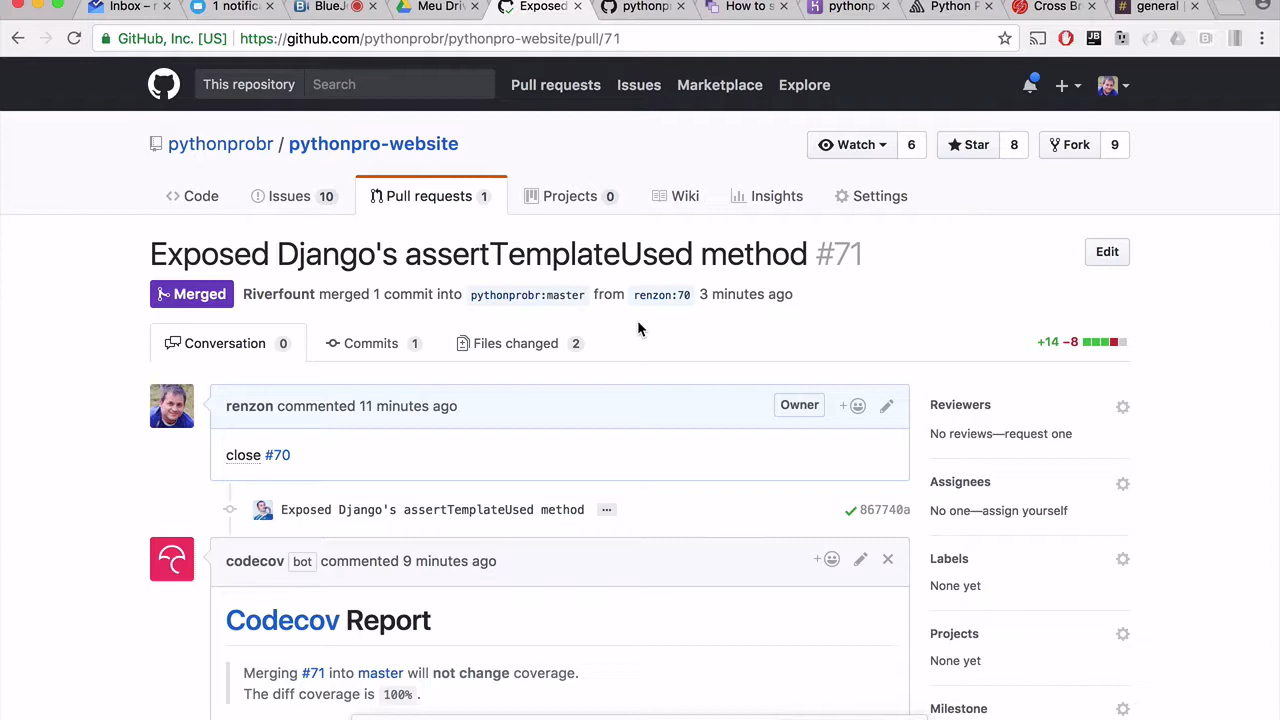 Inbox – r
1 notific
BlueJ
Meu Driv
Exposed
pythonp
How to s
pythonp
Python P
Cross Br
general
GitHub, Inc. [US] https://github.com/pythonprobr/pythonpro-website/pull/71
This repository Search Pull requests Issues Marketplace Explore
pythonprobr / pythonpro-website
Watch 6 Star 8 Fork 9
Code Issues 10 Pull requests 1 Projects 0 Wiki Insights Settings
Exposed Django's assertTemplateUsed method #71
Edit
Merged Riverfount merged 1 commit into pythonprobr:master from renzon:70 3 minutes ago
Conversation 0 Commits 1 Files changed 2 +14 −8
renzon commented 11 minutes ago Owner
close #70
Exposed Django's assertTemplateUsed method ... 867740a
codecov bot commented 9 minutes ago
Codecov Report
Merging #71 into master will not change coverage.
The diff coverage is 100% .
Reviewers
No reviews—request one
Assignees
No one—assign yourself
Labels
None yet
Projects
None yet
Milestone